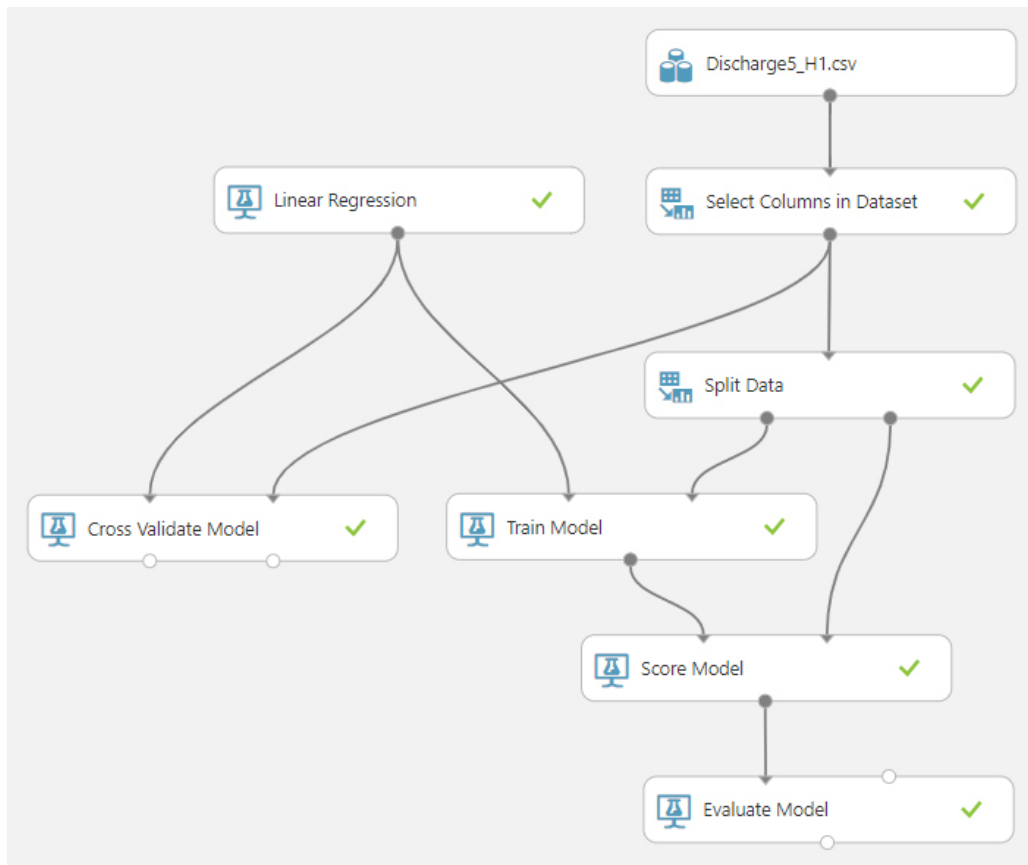 Discharge5_H1.csv
Linear Regression
Select Columns in Dataset
Split Data
Cross Validate Model
Train Model
Score Model
Evaluate Model